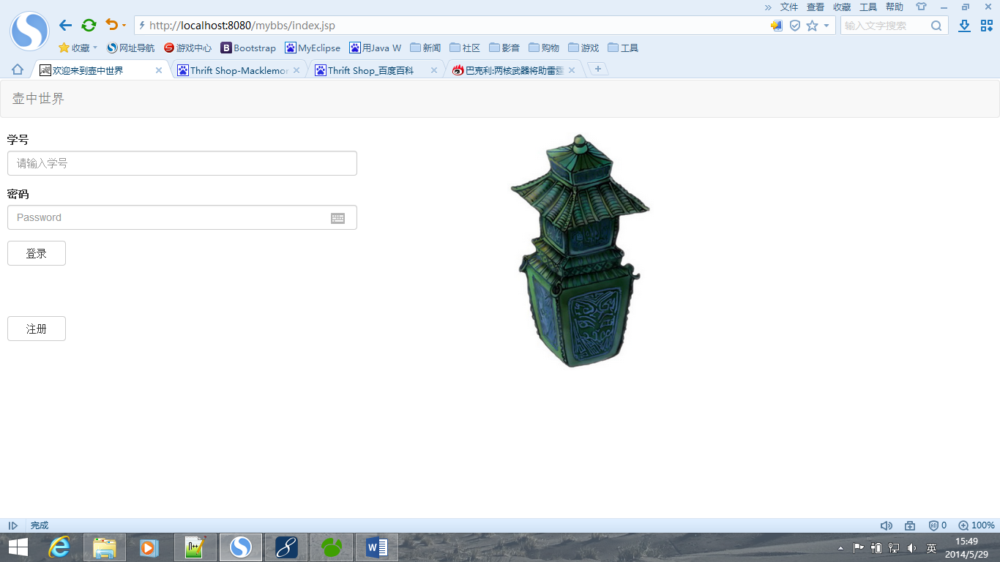 » 文件 查看 收藏 工具 帮助
http://localhost:8080/mybbs/index.jsp
输入文字搜索
收藏 网址导航 游戏中心 Bootstrap MyEclipse 用Java W 新闻 社区 影音 购物 游戏 工具
欢迎来到壶中世界 Thrift Shop-Macklemor Thrift Shop_百度百科 巴克利:两核武器将助雷霆
壶中世界
学号
请输入学号
密码
Password
登录
注册
完成 0 100%
英 15:49
2014/5/29